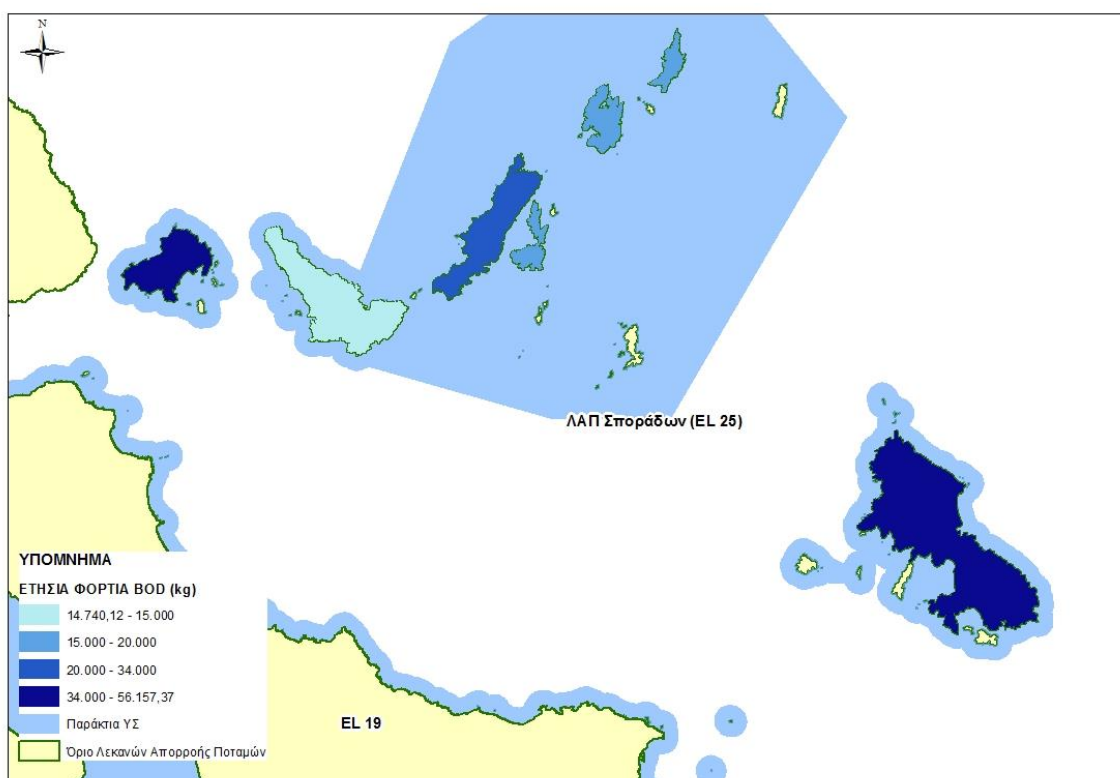 N
ΛΑΠ Σποράδων (EL 25)
ΥΠΟΜΝΗΜΑ
ΕΤΗΣΙΑ ΦΟΡΤΙΑ BOD (kg)
14.740,12 - 15.000
15.000 - 20.000
20.000 - 34.000
34.000 - 56.157,37
Παράκτια ΥΣ
Όριο Λεκανών Απορροής Ποταμών
EL 19